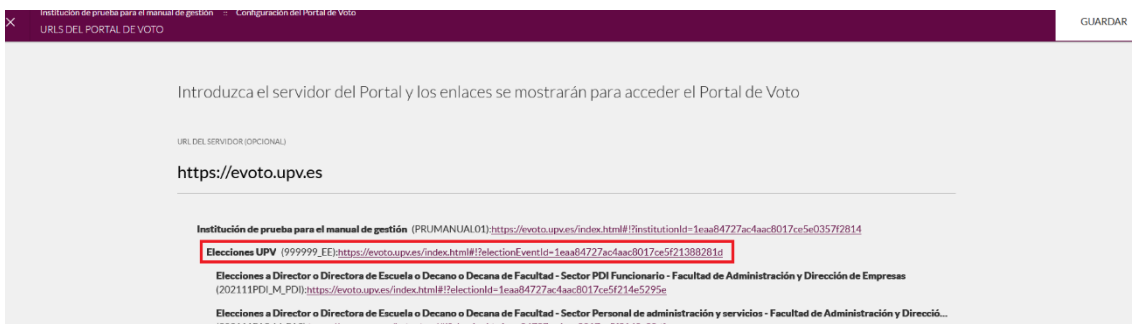 Institución de prueba para el manual de gestión :: Configuración del Portal de Voto
URLS DEL PORTAL DE VOTO
GUARDAR
Introduzca el servidor del Portal y los enlaces se mostrarán para acceder el Portal de Voto
URL DEL SERVIDOR (OPCIONAL)
https://evoto.upv.es
Institución de prueba para el manual de gestión (PRUMANUAL01):https://evoto.upv.es/index.html#!?institutionId=1eaa84727ac4aac8017ce5e0357f2814
Elecciones UPV (999999_EE):https://evoto.upv.es/index.html#!?electionEventId=1eaa84727ac4aac8017ce5f21388281d
Elecciones a Director o Directora de Escuela o Decano o Decana de Facultad - Sector PDI Funcionario - Facultad de Administración y Dirección de Empresas
(202111PDI_M_PDI):https://evoto.upv.es/index.html#!?electionId=1eaa84727ac4aac8017ce5f214e5295e
Elecciones a Director o Directora de Escuela o Decano o Decana de Facultad - Sector Personal de administración y servicios - Facultad de Administración y Direcció...